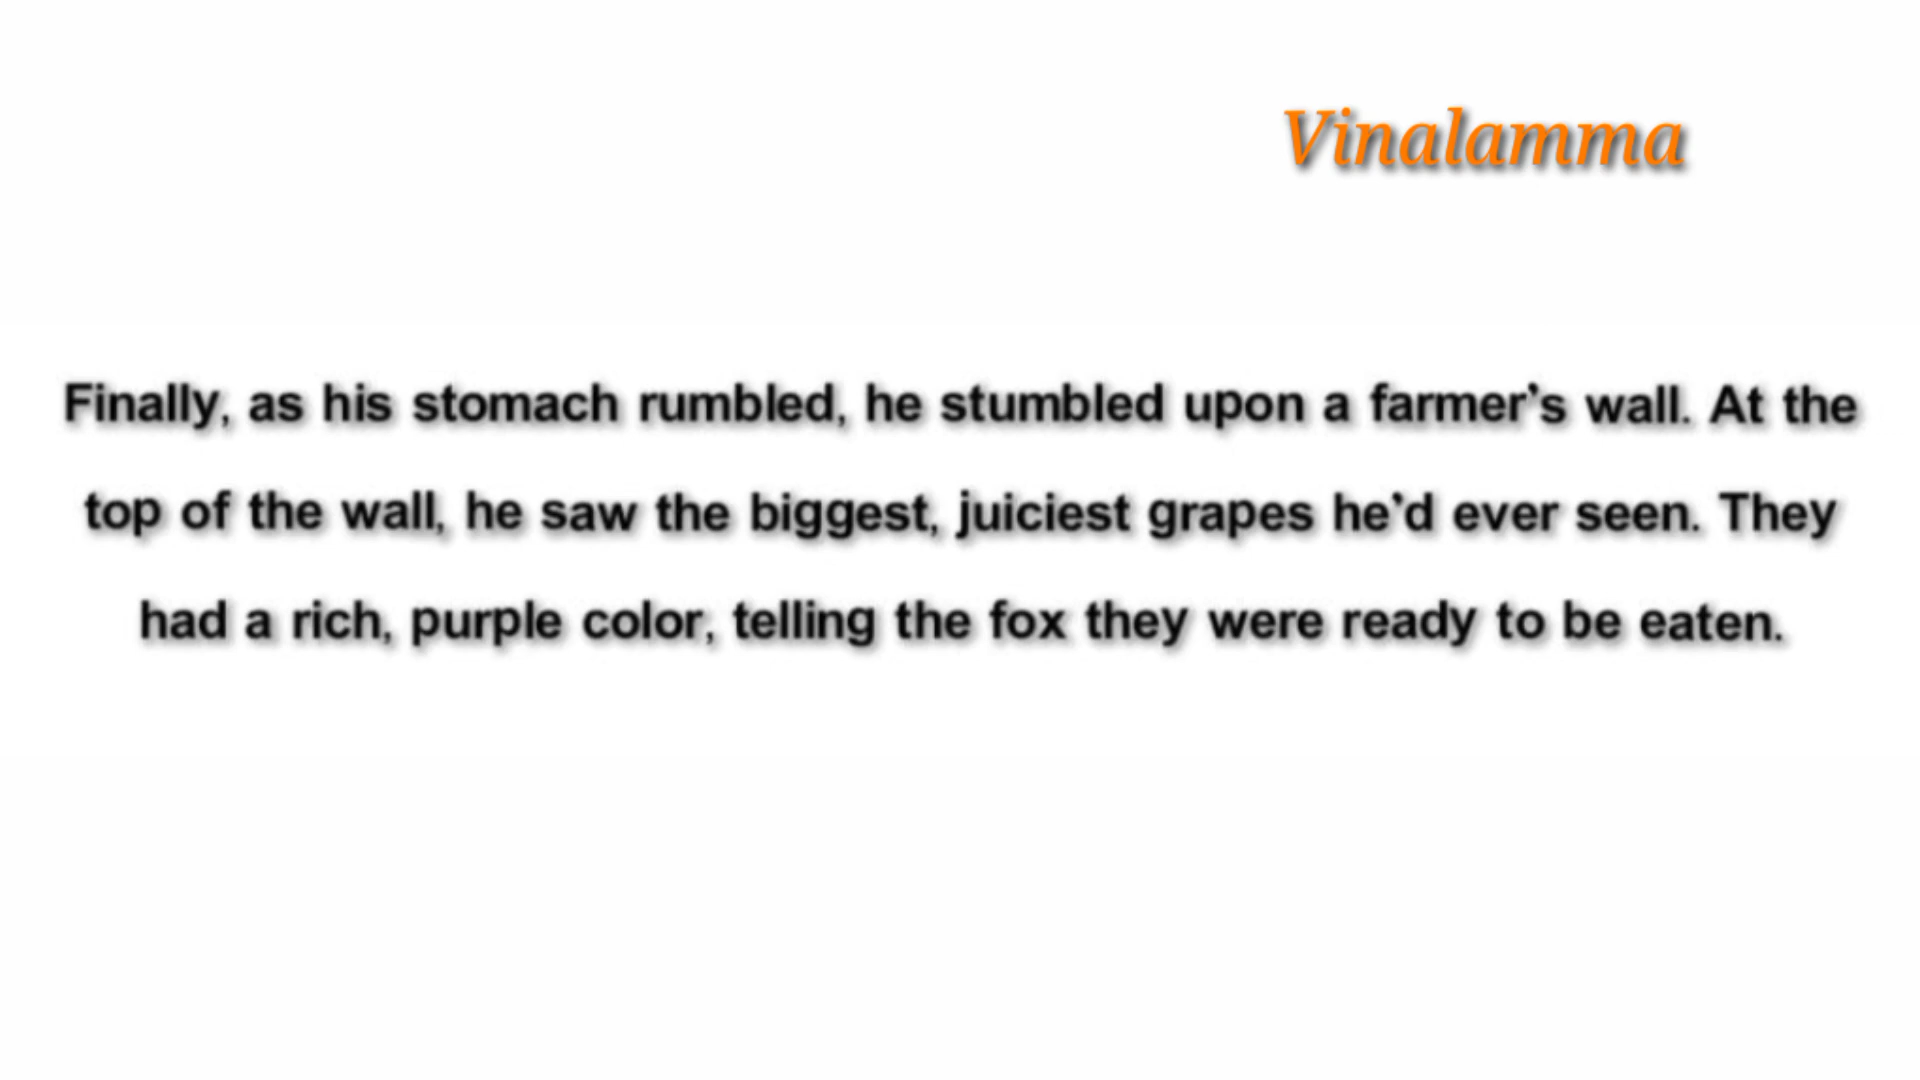 Vinalamma
Finally, as his stomach rumbled, he stumbled upon a farmer’s wall. At the
top of the wall, he saw the biggest, juiciest grapes he’d ever seen. They
had a rich, purple color, telling the fox they were ready to be eaten.